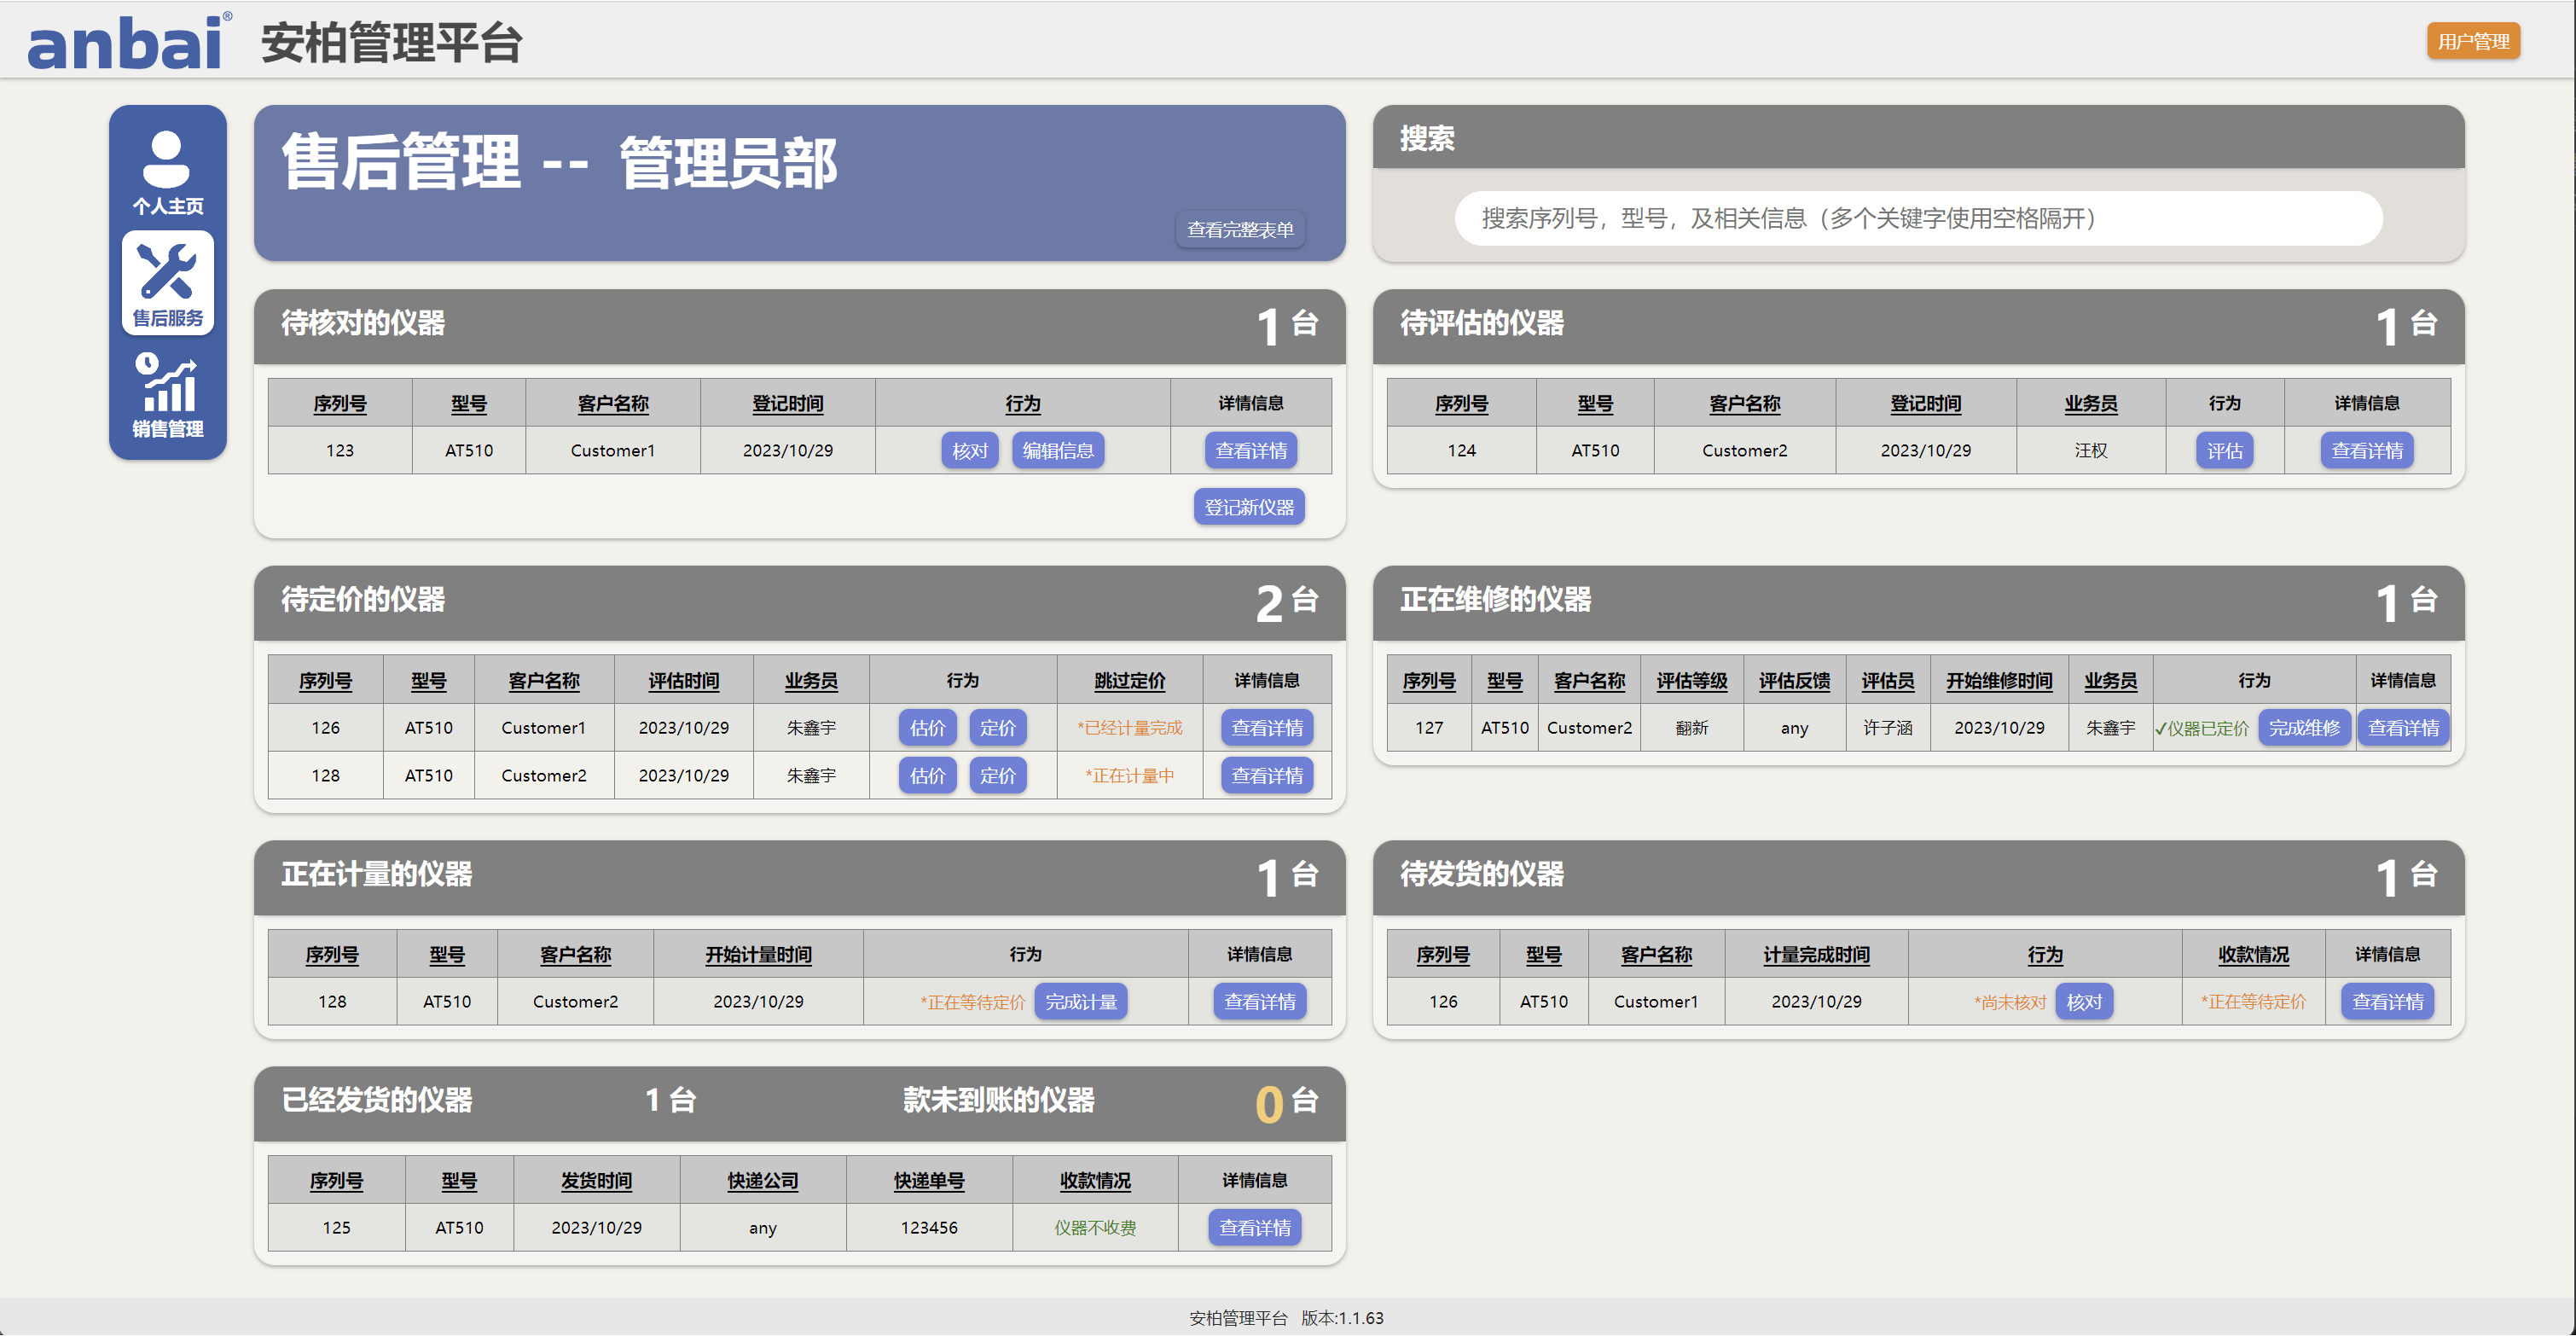 anbai® 安柏管理平台 用户管理
个人主页
售后服务
销售管理
售后管理 -- 管理员部
查看完整表单
搜索
搜索序列号，型号，及相关信息（多个关键字使用空格隔开）
待核对的仪器 1 台
序列号 型号 客户名称 登记时间 行为 详情信息
123 AT510 Customer1 2023/10/29 核对 编辑信息 查看详情
登记新仪器
待评估的仪器 1 台
序列号 型号 客户名称 登记时间 业务员 行为 详情信息
124 AT510 Customer2 2023/10/29 汪权 评估 查看详情
待定价的仪器 2 台
序列号 型号 客户名称 评估时间 业务员 行为 跳过定价 详情信息
126 AT510 Customer1 2023/10/29 朱鑫宇 估价 定价 *已经计量完成 查看详情
128 AT510 Customer2 2023/10/29 朱鑫宇 估价 定价 *正在计量中 查看详情
正在维修的仪器 1 台
序列号 型号 客户名称 评估等级 评估反馈 评估员 开始维修时间 业务员 行为 详情信息
127 AT510 Customer2 翻新 any 许子涵 2023/10/29 朱鑫宇 ✓仪器已定价 完成维修 查看详情
正在计量的仪器 1 台
序列号 型号 客户名称 开始计量时间 行为 详情信息
128 AT510 Customer2 2023/10/29 *正在等待定价 完成计量 查看详情
待发货的仪器 1 台
序列号 型号 客户名称 计量完成时间 行为 收款情况 详情信息
126 AT510 Customer1 2023/10/29 *尚未核对 核对 *正在等待定价 查看详情
已经发货的仪器 1 台 款未到账的仪器 0 台
序列号 型号 发货时间 快递公司 快递单号 收款情况 详情信息
125 AT510 2023/10/29 any 123456 仪器不收费 查看详情
安柏管理平台 版本:1.1.63